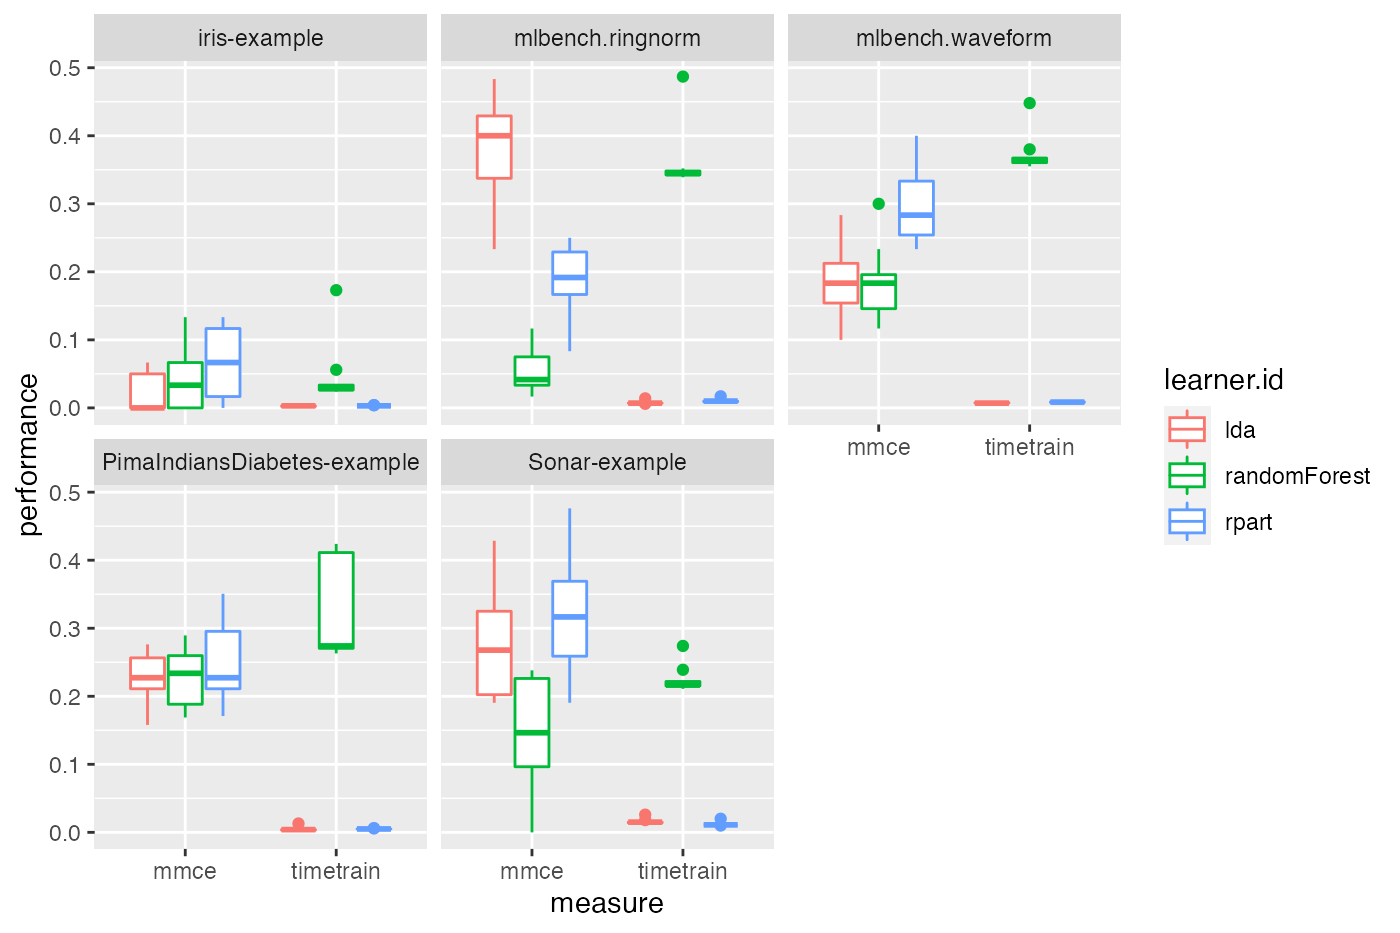 iris-example
mlbench.ringnorm
mlbench.waveform
0.5
0.4
0.3
0.2
0.1
0.0
mmce
timetrain
PimaIndiansDiabetes-example
Sonar-example
0.5
0.4
0.3
0.2
0.1
0.0
mmce
timetrain
mmce
timetrain
measure
performance
learner.id
lda
randomForest
rpart